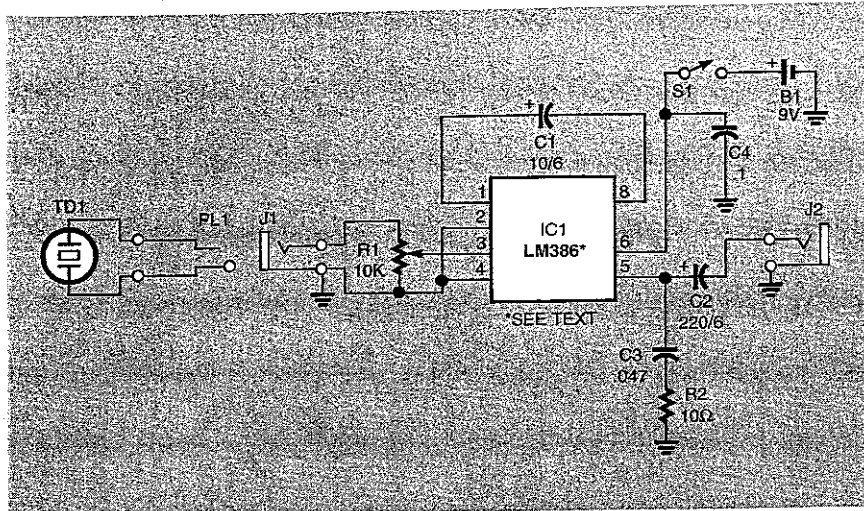 S1
+
B1
9V
+
C1
10/6
C4
.1
TD1
PL1
J1
R1
10K
1
2
3
4
8
6
5
IC1
LM386*
J2
+
C2
220/6
*SEE TEXT
C3
.047
R2
10Ω